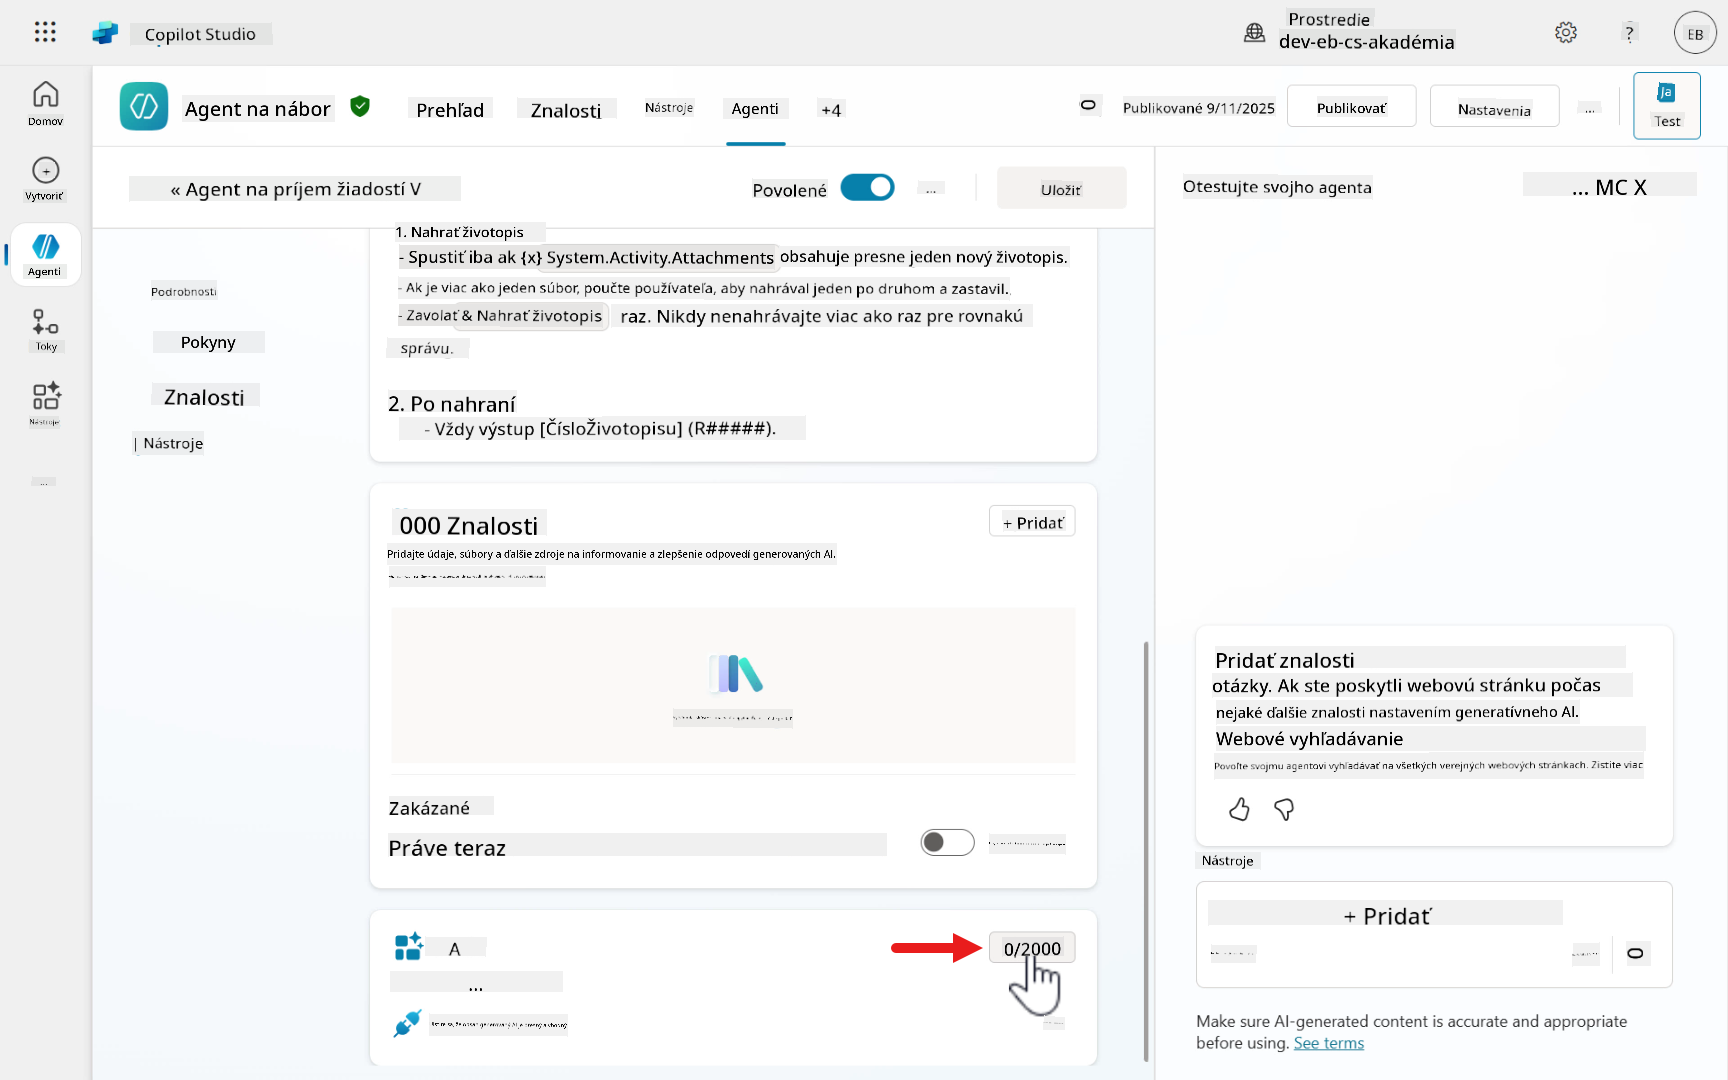 Copilot Studio
Prostredie
dev-eb-cs-akadémia
?
EB
Domov
Vytvoriť
Agenti
Toky
Nástroje
...
Agent na nábor
Prehľad
Znalosti
Nástroje
Agenti
+4
Publikované 9/11/2025
Publikovať
Nastavenia
...
Ja
Test
« Agent na príjem žiadostí V
Povolené
...
Uložiť
Podrobnosti
Pokyny
Znalosti
| Nástroje
1. Nahrať životopis
- Spustiť iba ak {x} System.Activity.Attachments obsahuje presne jeden nový životopis.
- Ak je viac ako jeden súbor, poučte používateľa, aby nahrával jeden po druhom a zastavil.
- Zavolať & Nahrať životopis raz. Nikdy nenahrávajte viac ako raz pre rovnakú
správu.
2. Po nahraní
- Vždy výstup [ČísloŽivotopisu] (R#####).
000 Znalosti
+ Pridať
Pridajte údaje, súbory a ďalšie zdroje na informovanie a zlepšenie odpovedí generovaných AI.
Zakázané
Práve teraz
A
0/2000
...
Otestujte svojho agenta
... MC X
Pridať znalosti
otázky. Ak ste poskytli webovú stránku počas
nejaké ďalšie znalosti nastavením generatívneho AI.
Webové vyhľadávanie
Povoľte svojmu agentovi vyhľadávať na všetkých verejných webových stránkach. Zistite viac
Nástroje
+ Pridať
Make sure AI-generated content is accurate and appropriate
before using. See terms